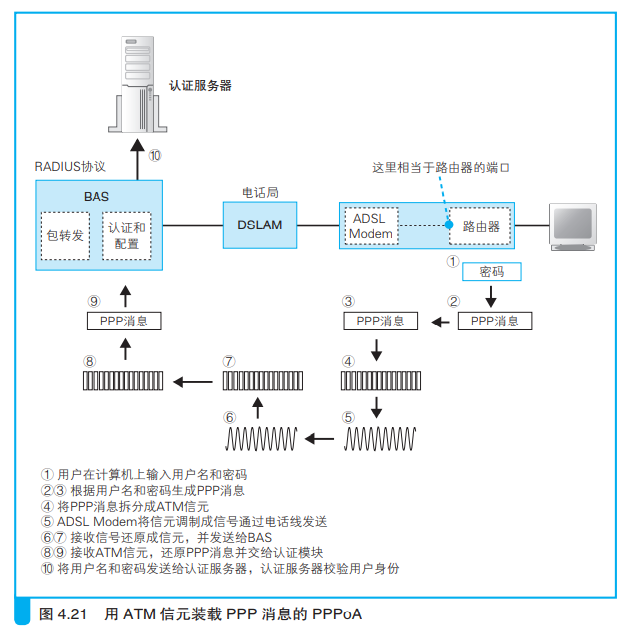 认证服务器
⑩
RADIUS协议
这里相当于路由器的端口
BAS
电话局
包转发
认证和
配置
DSLAM
ADSL
Modem
路由器
①
密码
⑨
③
②
PPP消息
PPP消息
PPP消息
⑧
⑦
④
⑥
⑤
① 用户在计算机上输入用户名和密码
②③ 根据用户名和密码生成PPP消息
④ 将PPP消息拆分成ATM信元
⑤ ADSL Modem将信元调制成信号通过电话线发送
⑥⑦ 接收信号还原成信元，并发送给BAS
⑧⑨ 接收ATM信元，还原PPP消息并交给认证模块
⑩ 将用户名和密码发送给认证服务器，认证服务器校验用户身份
图 4.21 用 ATM 信元装载 PPP 消息的 PPPoA